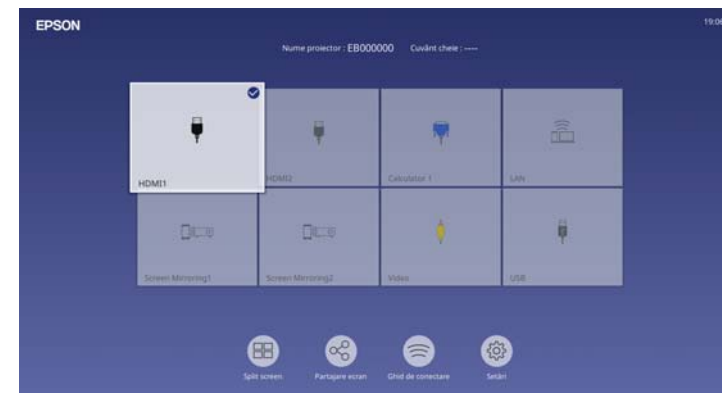 EPSON
19:06
Nume proiector : EB000000 Cuvânt cheie : ----
HDMI1
HDMI2
Calculator 1
LAN
Screen Mirroring1
Screen Mirroring2
Video
USB
Split screen
Partajare ecran
Ghid de conectare
Setări